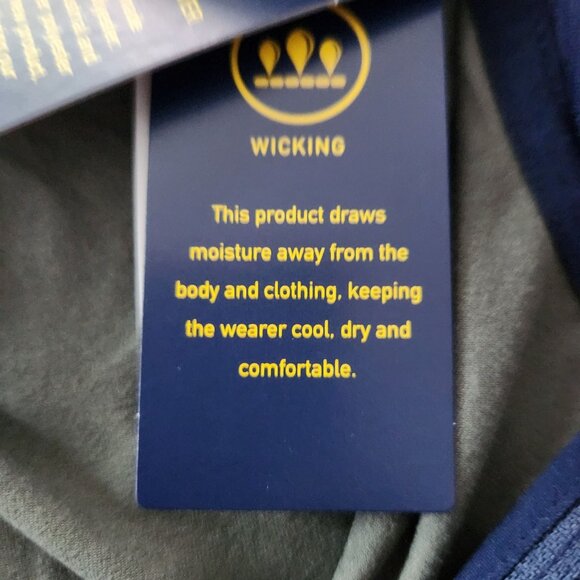 WICKING
This product draws
moisture away from the
body and clothing, keeping
the wearer cool, dry and
comfortable.